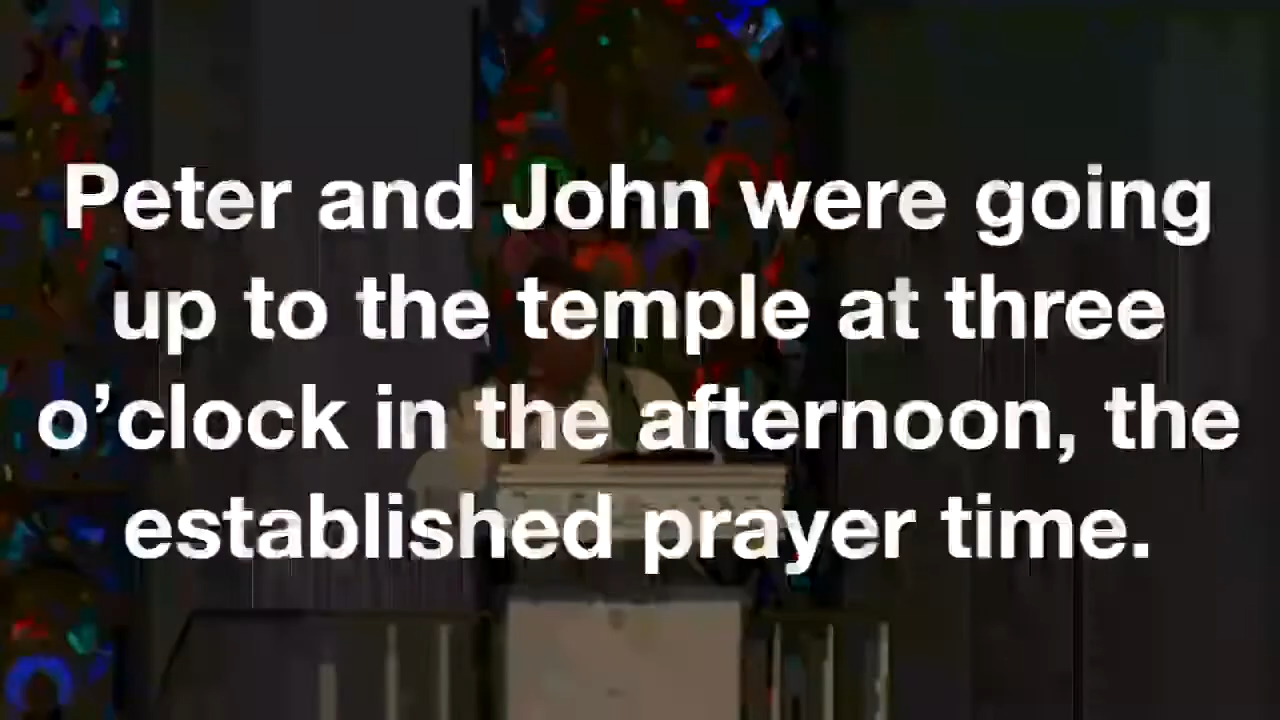 Peter and John were going
up to the temple at three
o’clock in the afternoon, the
established prayer time.